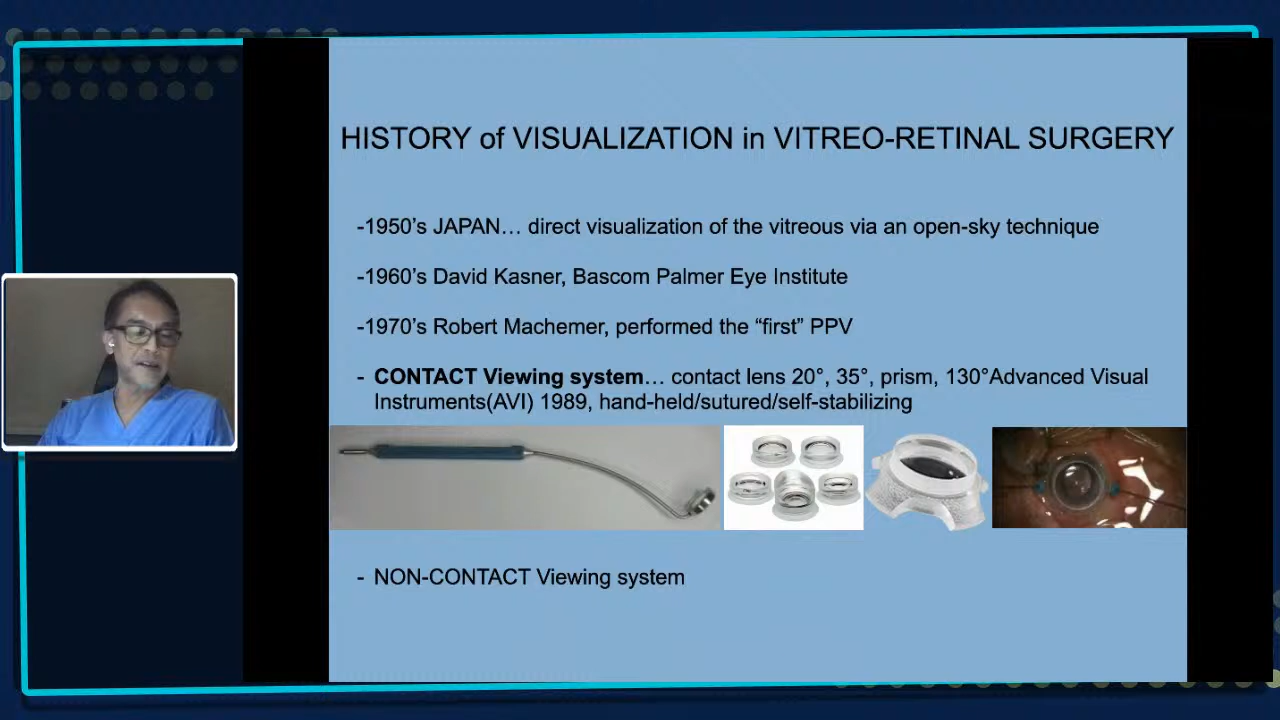 HISTORY of VISUALIZATION in VITREO-RETINAL SURGERY
-1950’s JAPAN… direct visualization of the vitreous via an open-sky technique
-1960’s David Kasner, Bascom Palmer Eye Institute
-1970’s Robert Machemer, performed the “first” PPV
- CONTACT Viewing system… contact lens 20°, 35°, prism, 130°Advanced Visual
Instruments(AVI) 1989, hand-held/sutured/self-stabilizing
- NON-CONTACT Viewing system